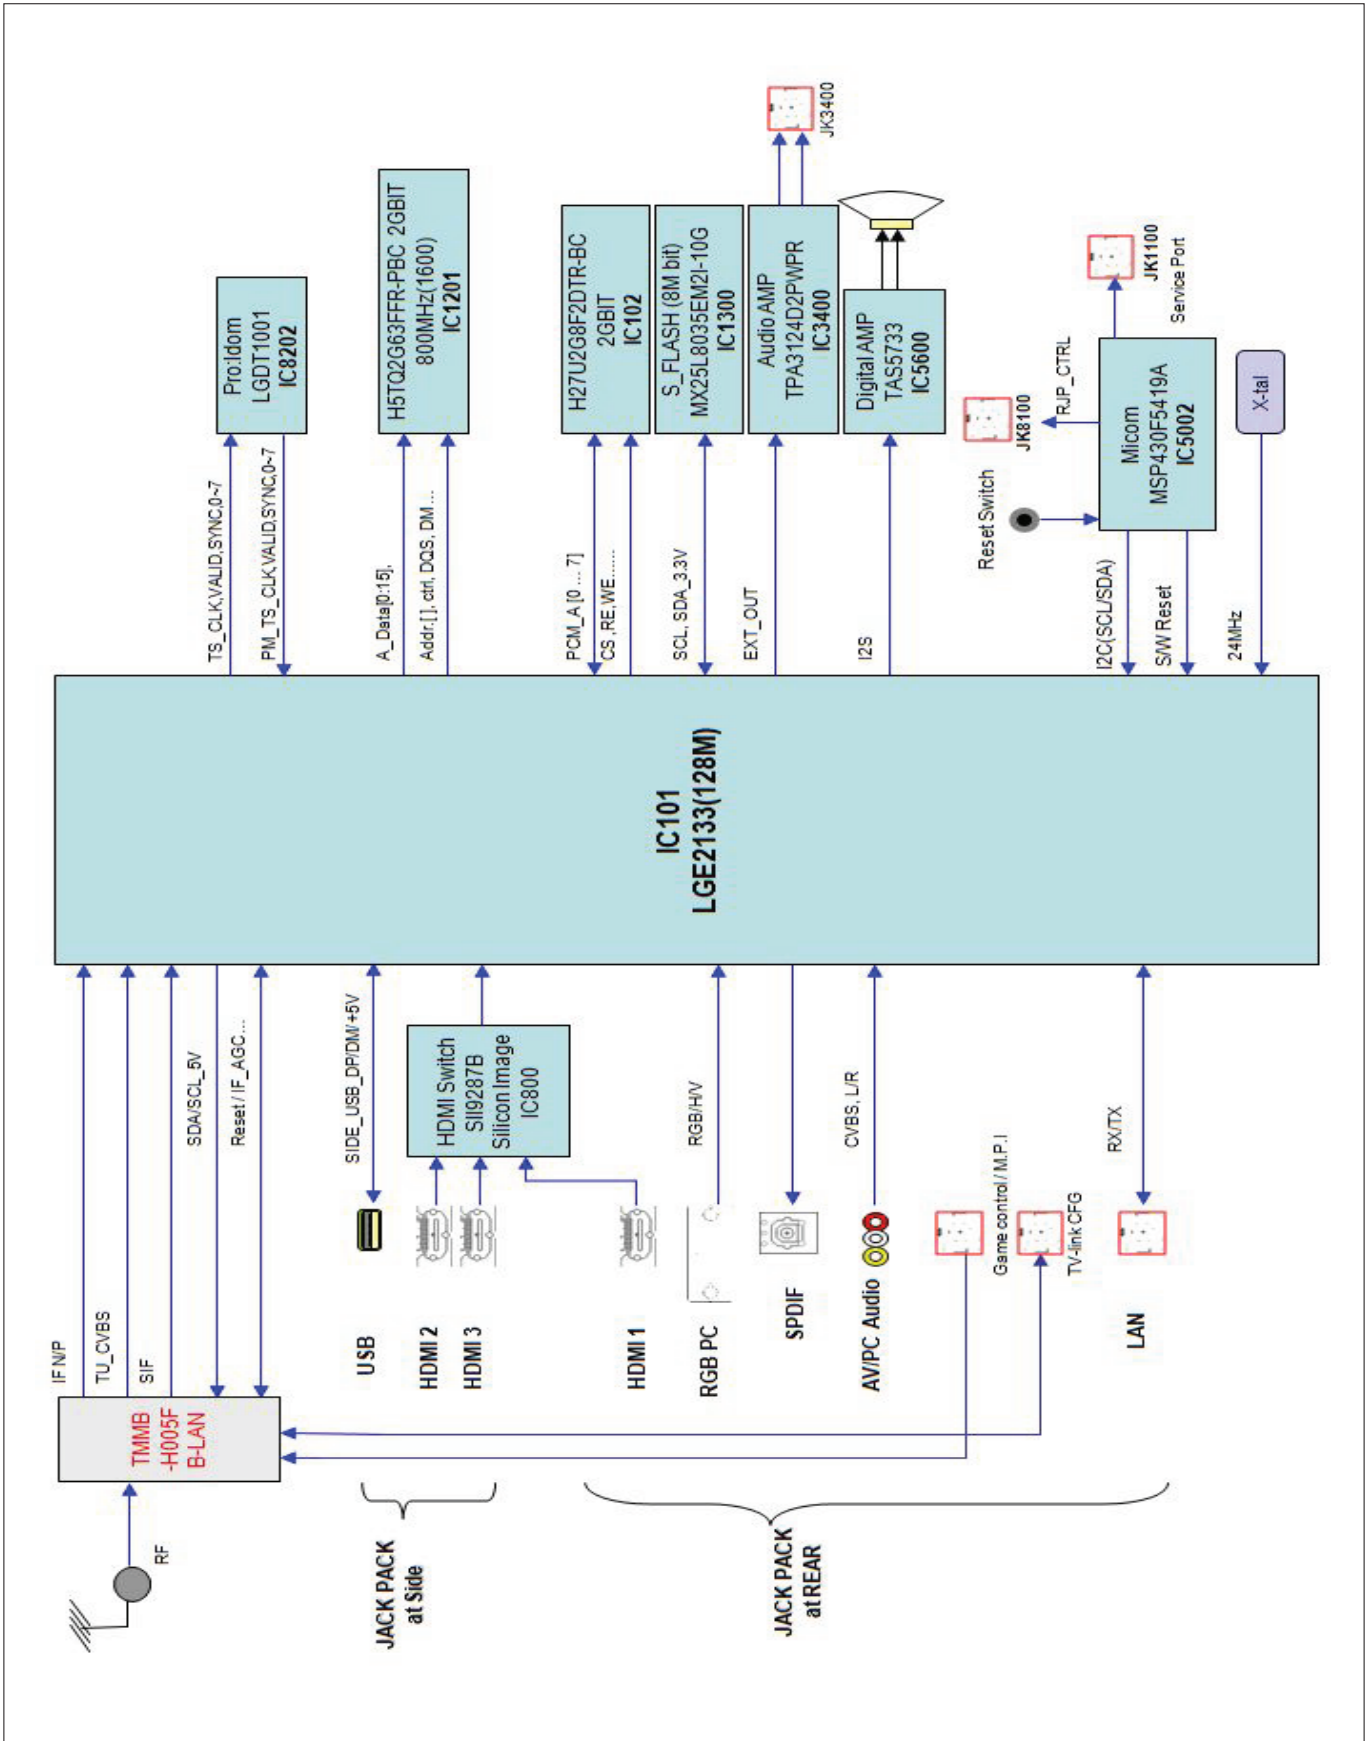 RF
TMMB
-H005F
B-LAN
IF N/P
TU_CVBS
SIF
SDA/SCL_5V
Reset / IF_AGC...
JACK PACK
at Side
USB
SIDE_USB_DP/DM/+5V
HDMI 2
HDMI 3
HDMI Switch
SII9287B
Silicon Image
IC800
JACK PACK
at REAR
HDMI 1
RGB PC
RGB/H/V
SPDIF
AV/PC Audio
CVBS, L/R
Game control / M.P.I
TV-link CFG
LAN
RX/TX
IC101
LGE2133(128M)
TS_CLK,VALID,SYNC,0~7
PM_TS_CLK,VALID,SYNC,0~7
Pro:Idom
LGDT1001
IC8202
A_Data[0:15],
Addr.[ ], ctrl, DQS, DM...
H5TQ2G63FFR-PBC 2GBIT
800MHz(1600)
IC1201
PCM_A [0 ... 7]
CS ,RE,WE......
H27U2G8F2DTR-BC
2GBIT
IC102
SCL, SDA_3.3V
S_FLASH (8M bit)
MX25L8035EM2I-10G
IC1300
EXT_OUT
Audio AMP
TPA3124D2PWPR
IC3400
JK3400
I2S
Digital AMP
TAS5733
IC5600
Reset Switch
JK8100
RJP_CTRL
I2C(SCL/SDA)
S/W Reset
Micom
MSP430F5419A
IC5002
JK1100
Service Port
24MHz
X-tal